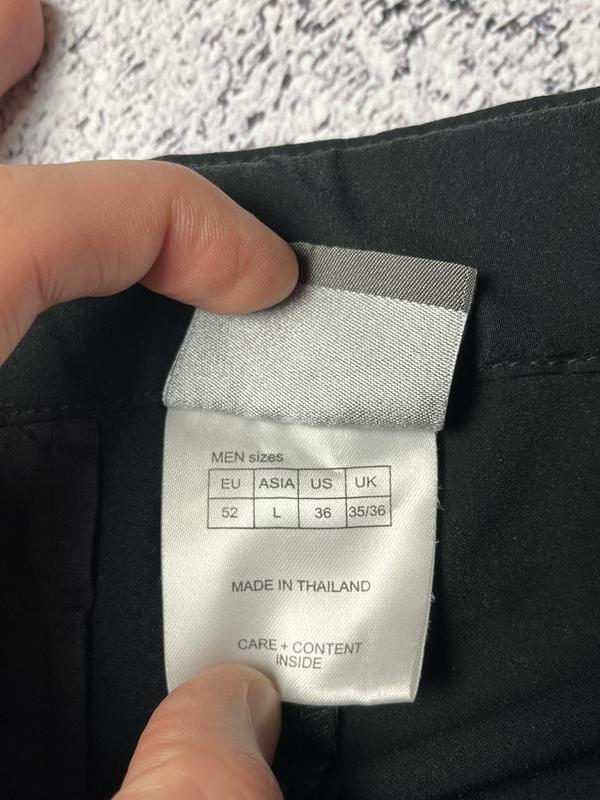 MEN sizes
EU ASIA US UK
52 L 36 35/36
MADE IN THAILAND
CARE + CONTENT
INSIDE